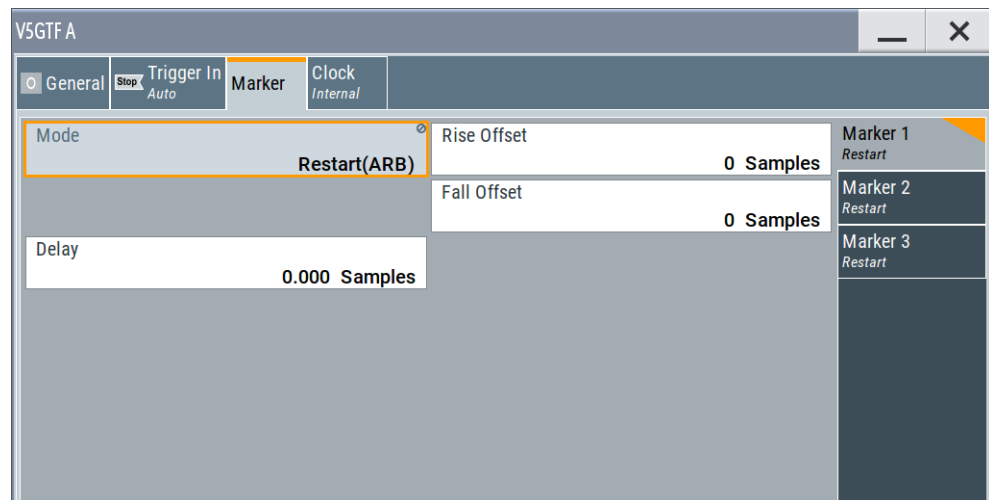 V5GTF A
General
Stop Trigger In
Auto
Marker
Clock
Internal
Mode
Restart(ARB)
Rise Offset
0 Samples
Fall Offset
0 Samples
Delay
0.000 Samples
Marker 1
Restart
Marker 2
Restart
Marker 3
Restart